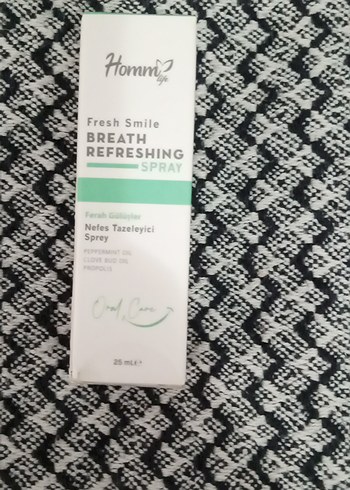 Homm
life
Fresh Smile
BREATH
REFRESHING
SPRAY
Ferah Gülüşler
Nefes Tazeleyici
Sprey
PEPPERMINT OIL
CLOVE BUD OIL
PROPOLIS
Oral Care
25 mL e